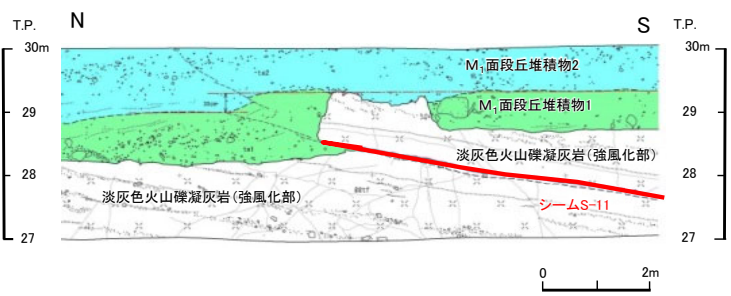 T.P.
N
S
T.P.
30m
30m
M1面段丘堆積物2
29
M1面段丘堆積物1
29
淡灰色火山礫凝灰岩(強風化部)
28
28
淡灰色火山礫凝灰岩(強風化部)
シームS-11
27
27
0
2m